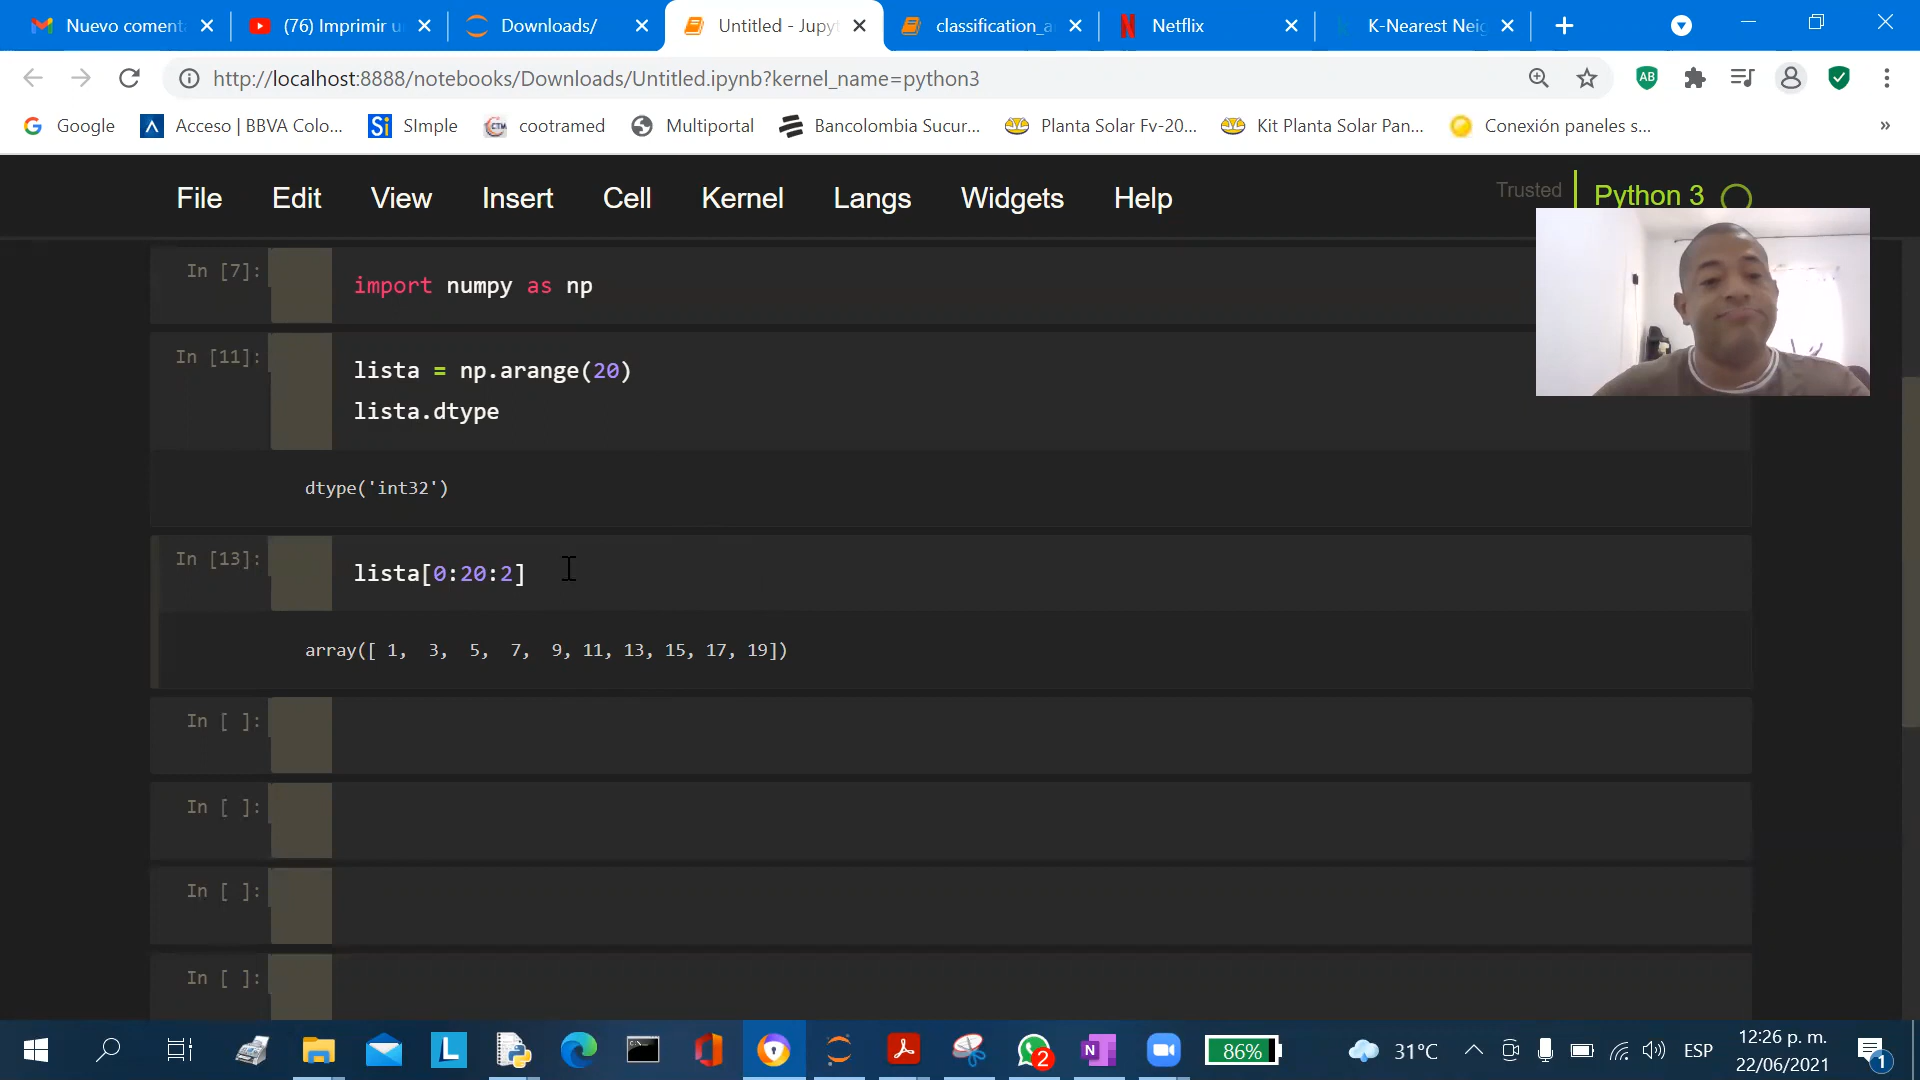 Nuevo coment
(76) Imprimir u
Downloads/
Untitled - Jupy
classification_a
Netflix
K-Nearest Neig
http://localhost:8888/notebooks/Downloads/Untitled.ipynb?kernel_name=python3
AB
Google
Acceso | BBVA Colo...
Si SImple
CTM cootramed
Multiportal
Bancolombia Sucur...
Planta Solar Fv-20...
Kit Planta Solar Pan...
Conexión paneles s...
»
File Edit View Insert Cell Kernel Langs Widgets Help
Trusted Python 3
In [7]: import numpy as np
In [11]: lista = np.arange(20)
lista.dtype
dtype('int32')
In [13]: lista[0:20:2]
array([ 1,  3,  5,  7,  9, 11, 13, 15, 17, 19])
In [ ]:
In [ ]:
In [ ]:
In [ ]:
L
2
N
86%
31°C
ESP
12:26 p. m.
22/06/2021
1